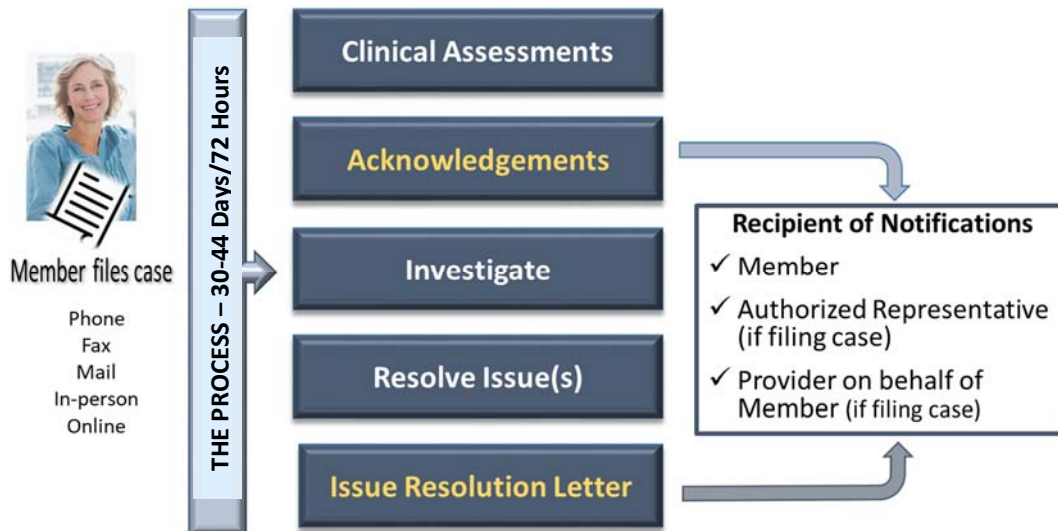 Member files case
Phone
Fax
Mail
In-person
Online
THE PROCESS – 30-44 Days/72 Hours
Clinical Assessments
Acknowledgements
Investigate
Resolve Issue(s)
Issue Resolution Letter
Recipient of Notifications
✓ Member
✓ Authorized Representative
(if filing case)
✓ Provider on behalf of
Member (if filing case)